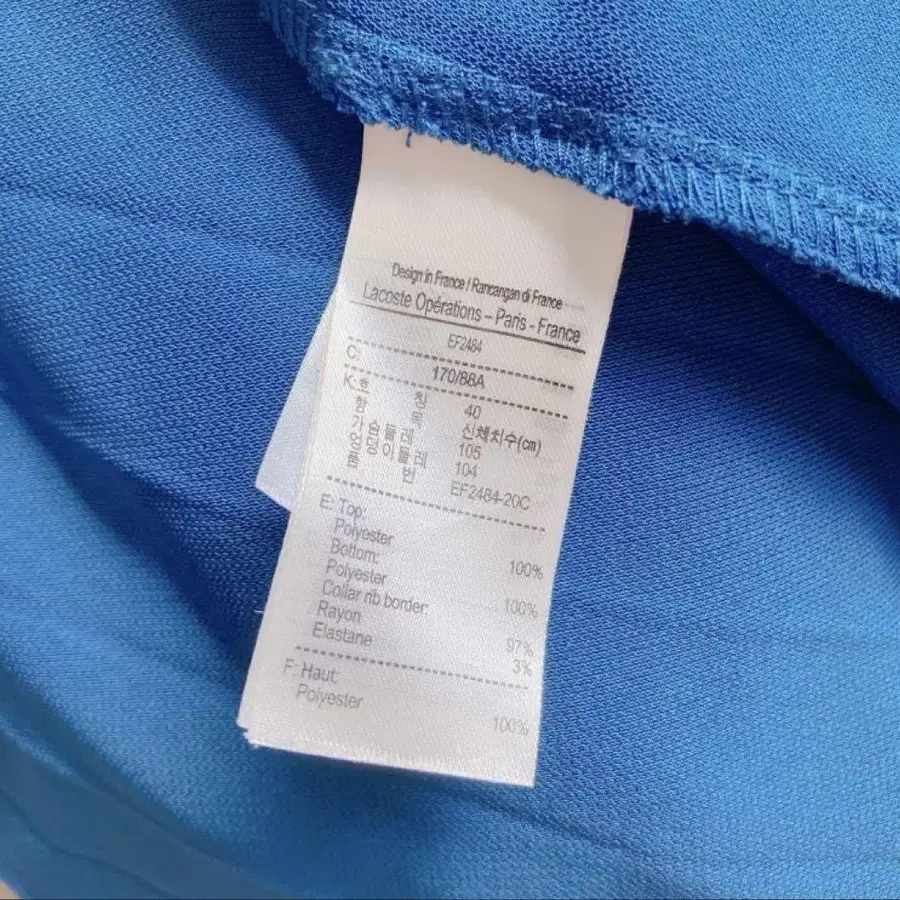 Design in France / Rancangan di France
Lacoste Opérations – Paris - France
EF2484
C: 170/88A
K: 호칭 40
항목 신체치수(cm)
가슴둘레 105
엉덩이둘레 104
품번 EF2484-20C
E: Top:
Polyester 100%
Bottom:
Polyester 100%
Collar rib border:
Rayon 97%
Elastane 3%
F: Haut:
Polyester 100%